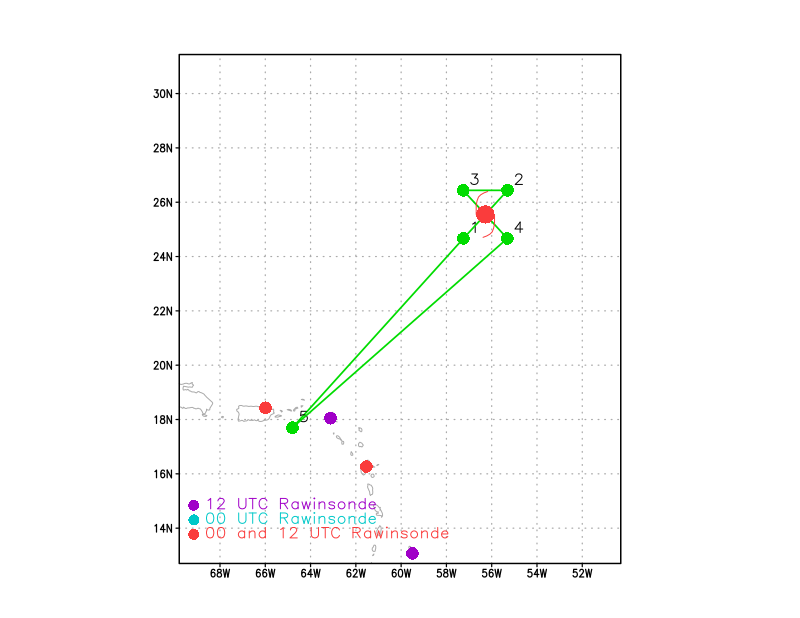 30N
28N
3
2
26N
1
4
24N
22N
20N
5
18N
16N
12 UTC Rawinsonde
00 UTC Rawinsonde
14N
00 and 12 UTC Rawinsonde
68W 66W 64W 62W 60W 58W 56W 54W 52W